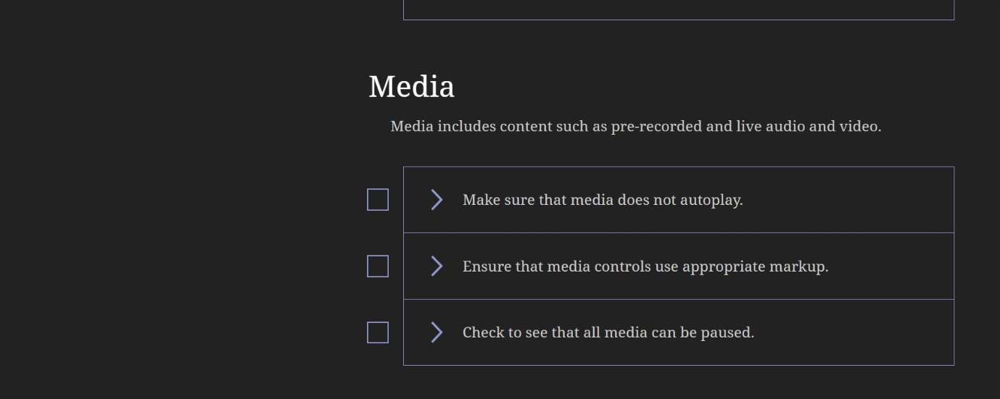 Media
Media includes content such as pre-recorded and live audio and video.
Make sure that media does not autoplay.
Ensure that media controls use appropriate markup.
Check to see that all media can be paused.